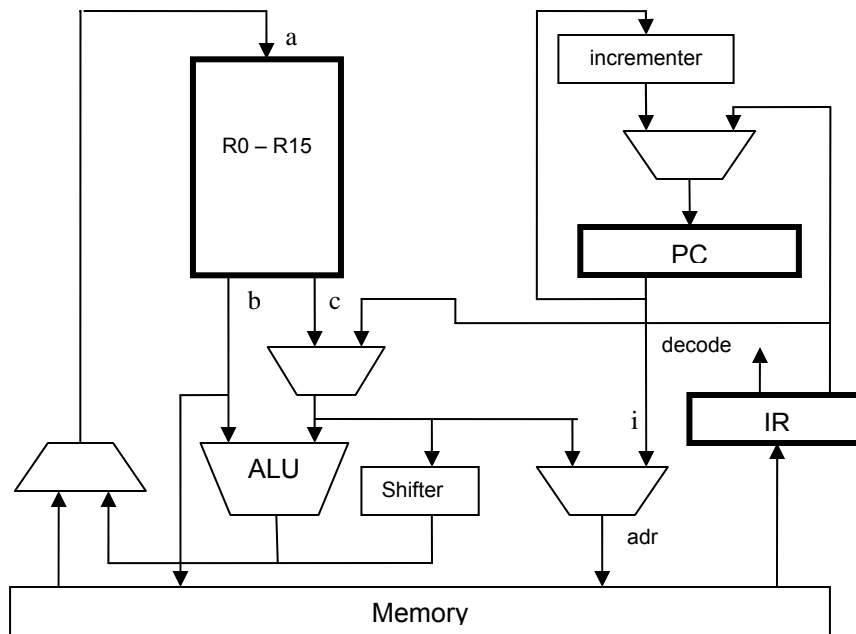 a
incrementer
R0 – R15
PC
b
c
decode
i
IR
ALU
Shifter
adr
Memory